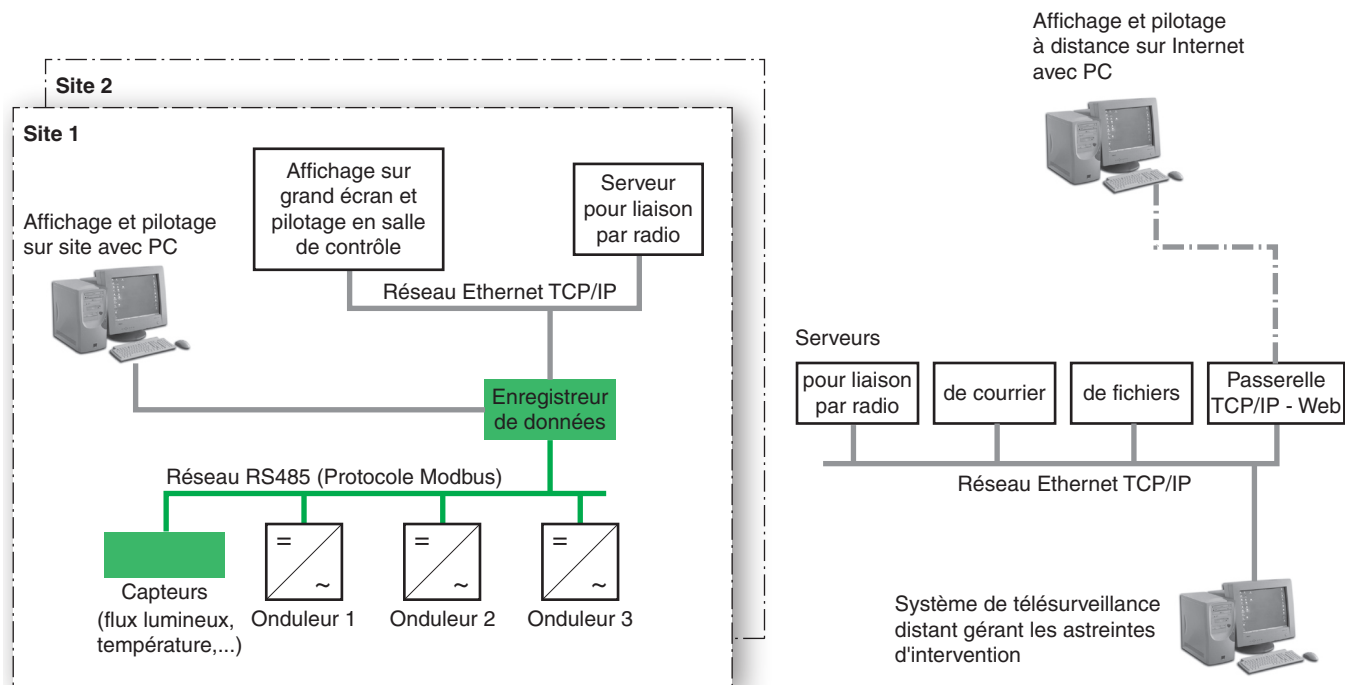 Affichage et pilotage
à distance sur Internet
avec PC
Site 2
Site 1
Affichage sur
grand écran et
pilotage en salle
de contrôle
Serveur
pour liaison
par radio
Affichage et pilotage
sur site avec PC
Réseau Ethernet TCP/IP
Enregistreur
de données
Réseau RS485 (Protocole Modbus)
=
~
=
~
=
~
Capteurs
(flux lumineux,
température,...)
Onduleur 1
Onduleur 2
Onduleur 3
Serveurs
pour liaison
par radio
de courrier
de fichiers
Passerelle
TCP/IP - Web
Réseau Ethernet TCP/IP
Système de télésurveillance
distant gérant les astreintes
d'intervention